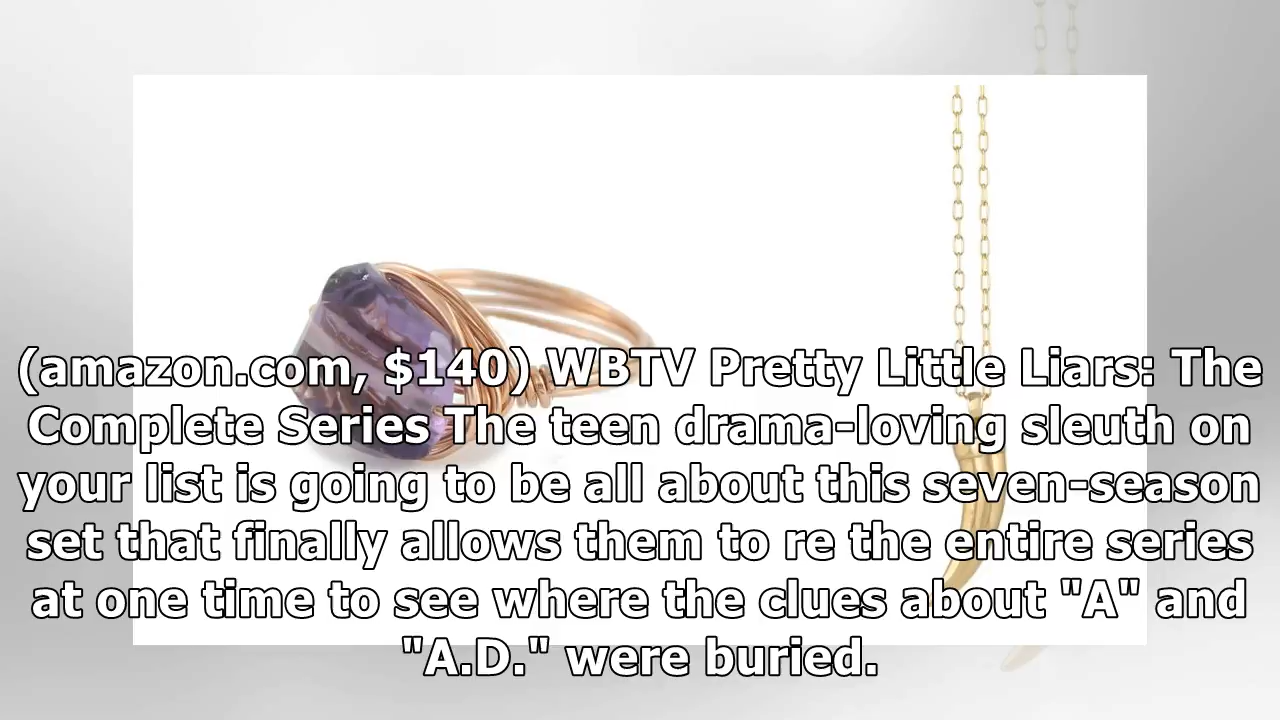 (amazon.com, $140) WBTV Pretty Little Liars: The
Complete Series The teen drama-loving sleuth on
your list is going to be all about this seven-season
set that finally allows them to re the entire series
at one time to see where the clues about "A" and
"A.D." were buried.